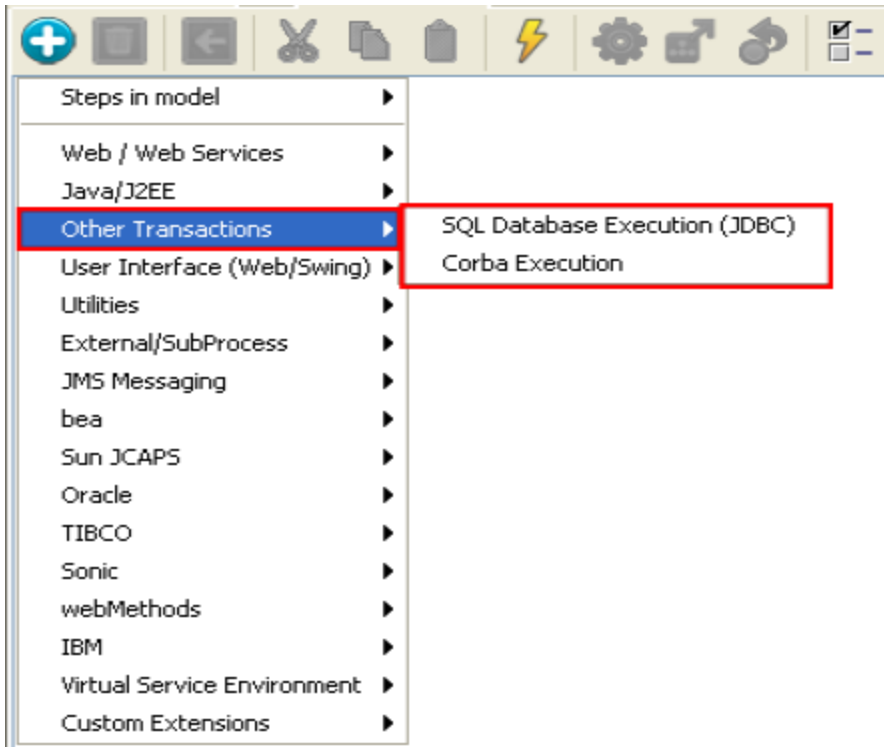 Steps in model
Web / Web Services
Java/J2EE
Other Transactions
SQL Database Execution (JDBC)
Corba Execution
User Interface (Web/Swing)
Utilities
External/SubProcess
JMS Messaging
bea
Sun JCAPS
Oracle
TIBCO
Sonic
webMethods
IBM
Virtual Service Environment
Custom Extensions